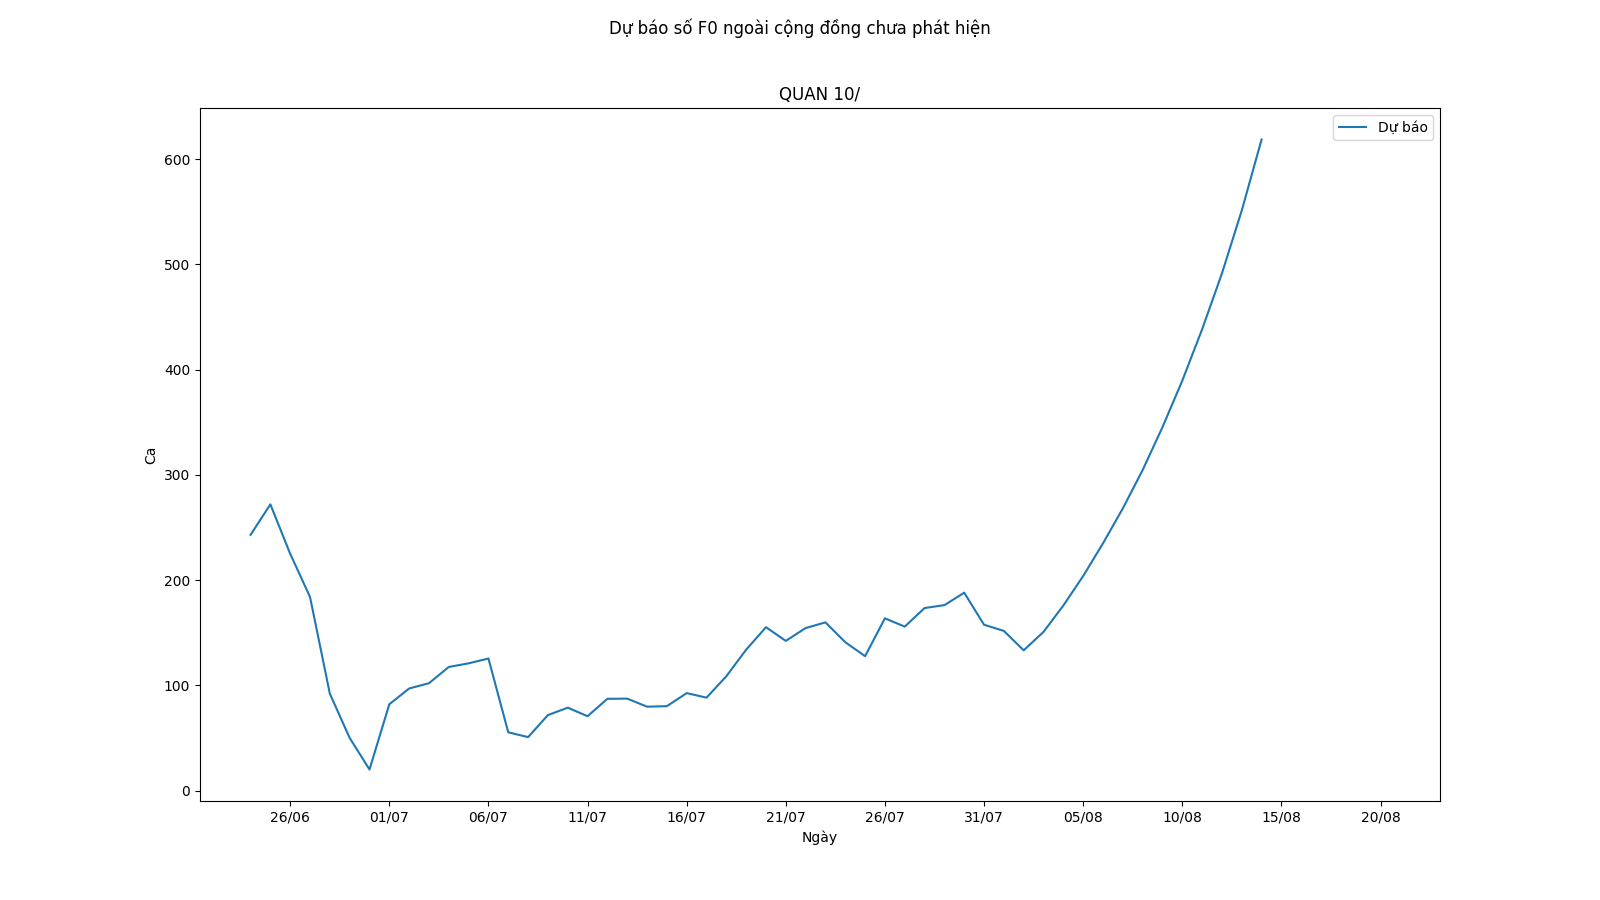 Dự báo số F0 ngoài cộng đồng chưa phát hiện
QUAN 10/
Dự báo
600
500
400
300
200
100
0
Ca
26/06 01/07 06/07 11/07 16/07 21/07 26/07 31/07 05/08 10/08 15/08 20/08
Ngày